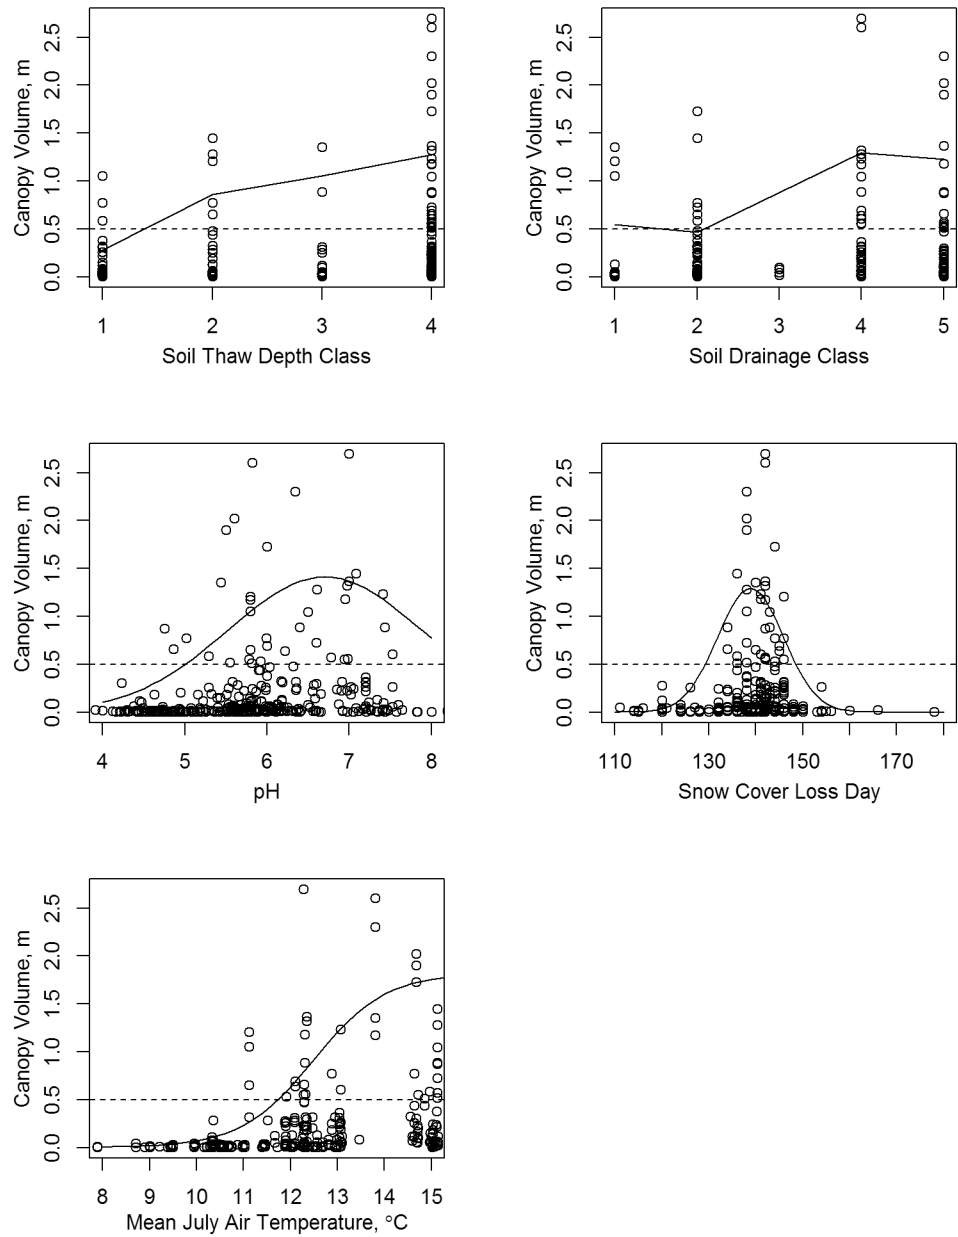 Canopy Volume, m
0.0 0.5 1.0 1.5 2.0 2.5
1 2 3 4
Soil Thaw Depth Class
Canopy Volume, m
0.0 0.5 1.0 1.5 2.0 2.5
1 2 3 4 5
Soil Drainage Class
Canopy Volume, m
0.0 0.5 1.0 1.5 2.0 2.5
4 5 6 7 8
pH
Canopy Volume, m
0.0 0.5 1.0 1.5 2.0 2.5
110 130 150 170
Snow Cover Loss Day
Canopy Volume, m
0.0 0.5 1.0 1.5 2.0 2.5
8 9 10 11 12 13 14 15
Mean July Air Temperature, °C